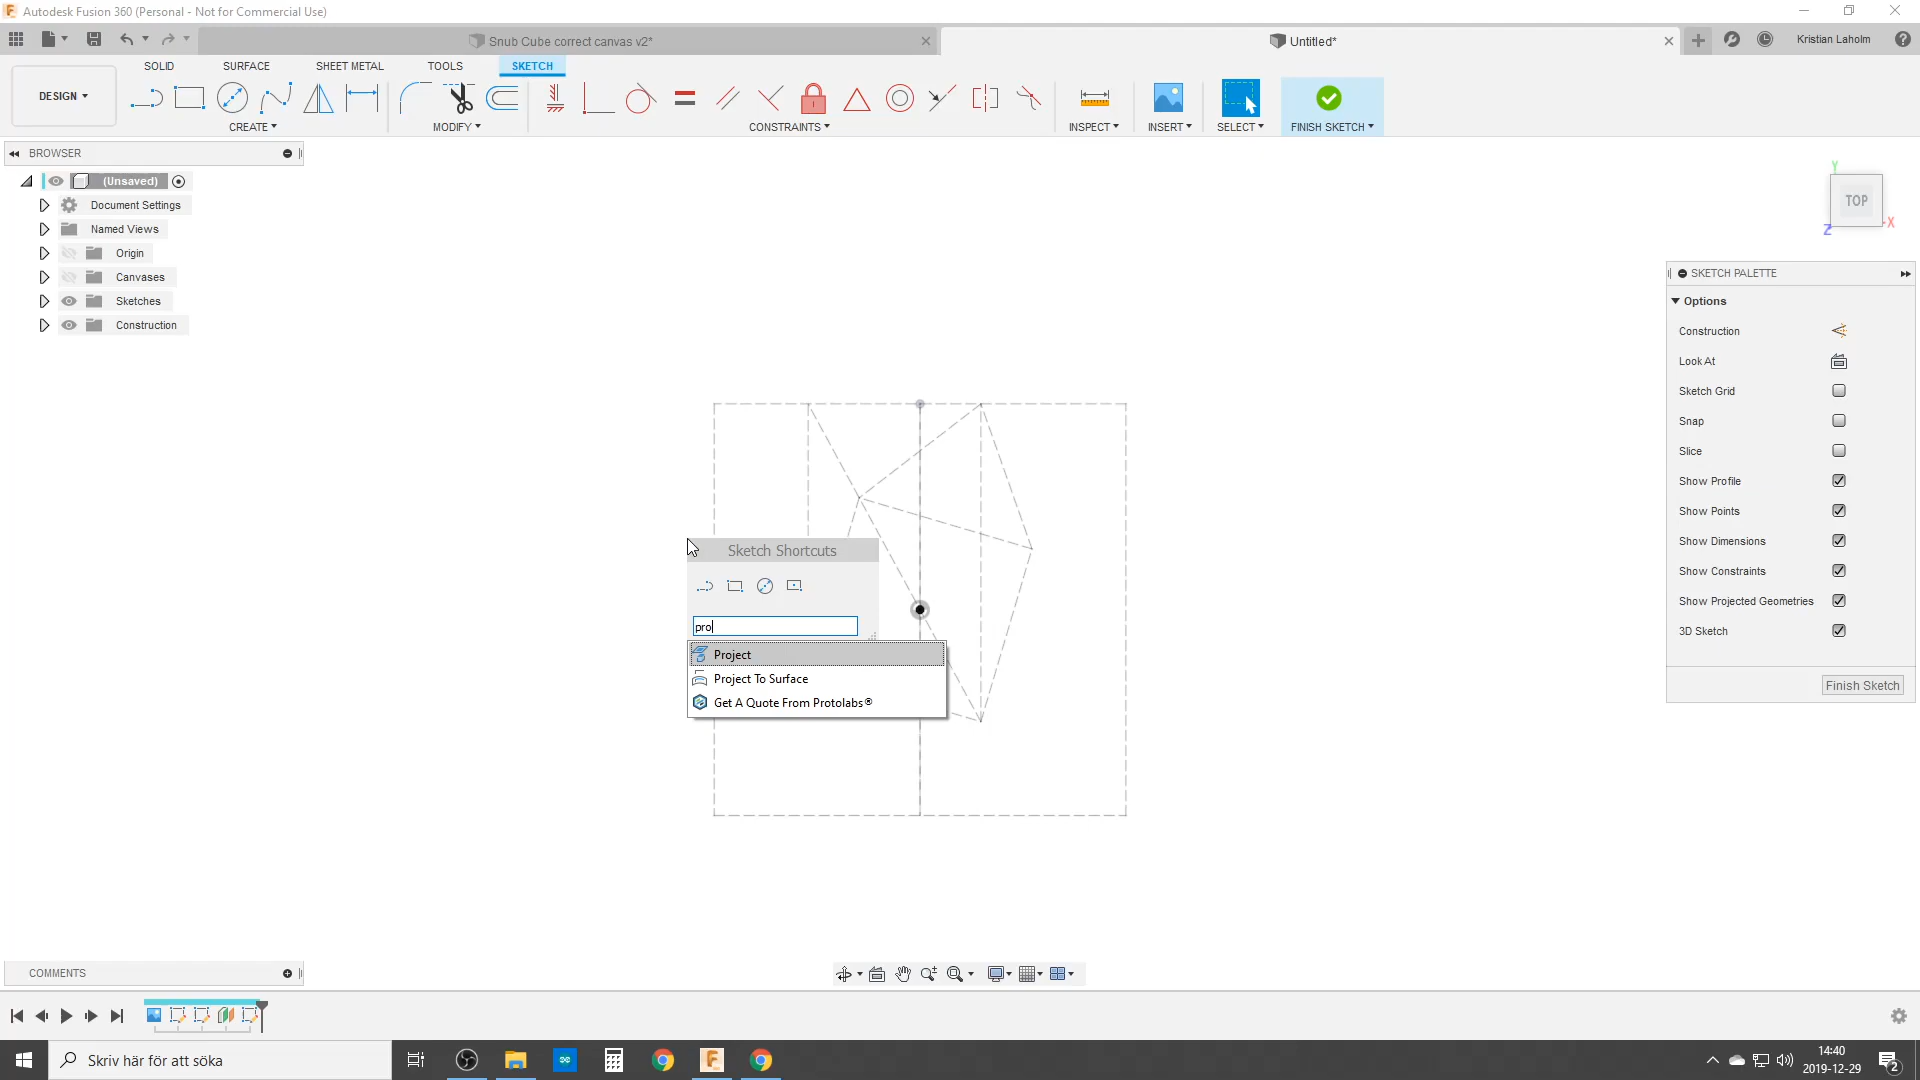 Autodesk Fusion 360 (Personal - Not for Commercial Use)
Snub Cube correct canvas v2*
Untitled*
Kristian Laholm
SOLID
SURFACE
SHEET METAL
TOOLS
SKETCH
DESIGN
CREATE
MODIFY
CONSTRAINTS
INSPECT
INSERT
SELECT
FINISH SKETCH
BROWSER
(Unsaved)
Document Settings
Named Views
Origin
Canvases
Sketches
Construction
Y
TOP
X
Z
SKETCH PALETTE
Options
Construction
Look At
Sketch Grid
Snap
Slice
Show Profile
Show Points
Show Dimensions
Show Constraints
Show Projected Geometries
3D Sketch
Finish Sketch
Sketch Shortcuts
pro
Project
Project To Surface
Get A Quote From Protolabs®
COMMENTS
Skriv här för att söka
14:40
2019-12-29
2